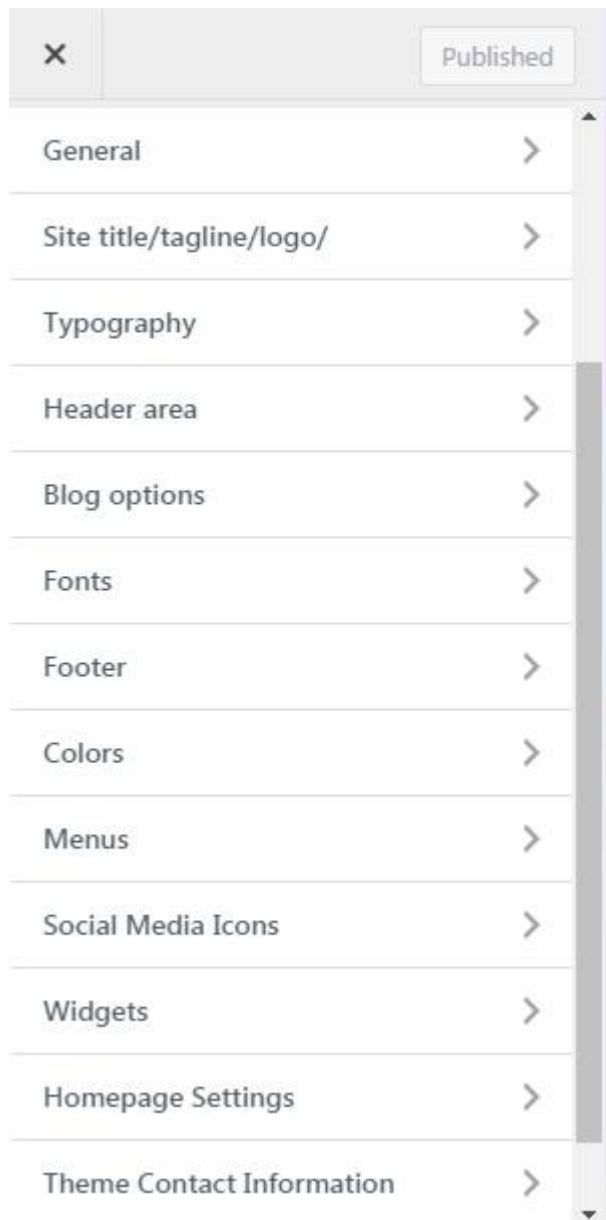 Published
General
Site title/tagline/logo/
Typography
Header area
Blog options
Fonts
Footer
Colors
Menus
Social Media Icons
Widgets
Homepage Settings
Theme Contact Information